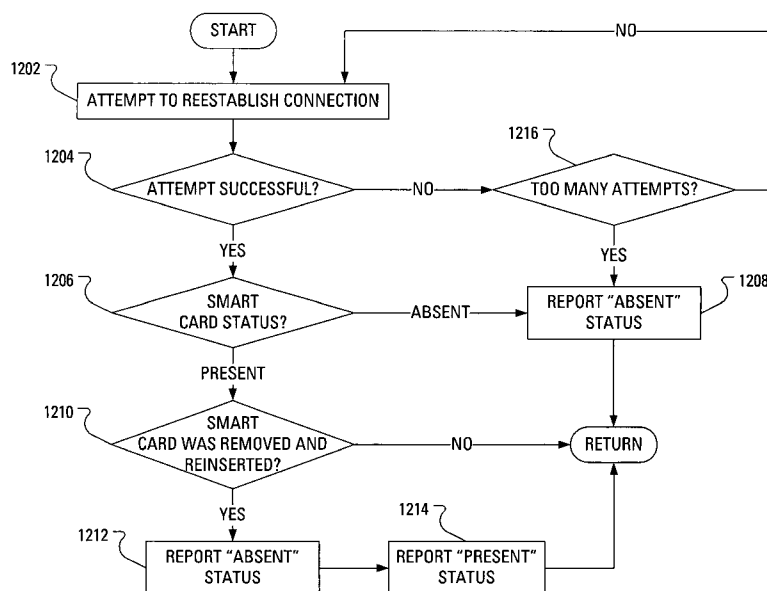 START
NO
1202
ATTEMPT TO REESTABLISH CONNECTION
1216
1204
ATTEMPT SUCCESSFUL?
NO
TOO MANY ATTEMPTS?
YES
YES
1206
SMART
CARD STATUS?
ABSENT
REPORT “ABSENT”
STATUS
1208
PRESENT
1210
SMART
CARD WAS REMOVED AND
REINSERTED?
NO
RETURN
YES
1212
REPORT “ABSENT”
STATUS
1214
REPORT “PRESENT”
STATUS